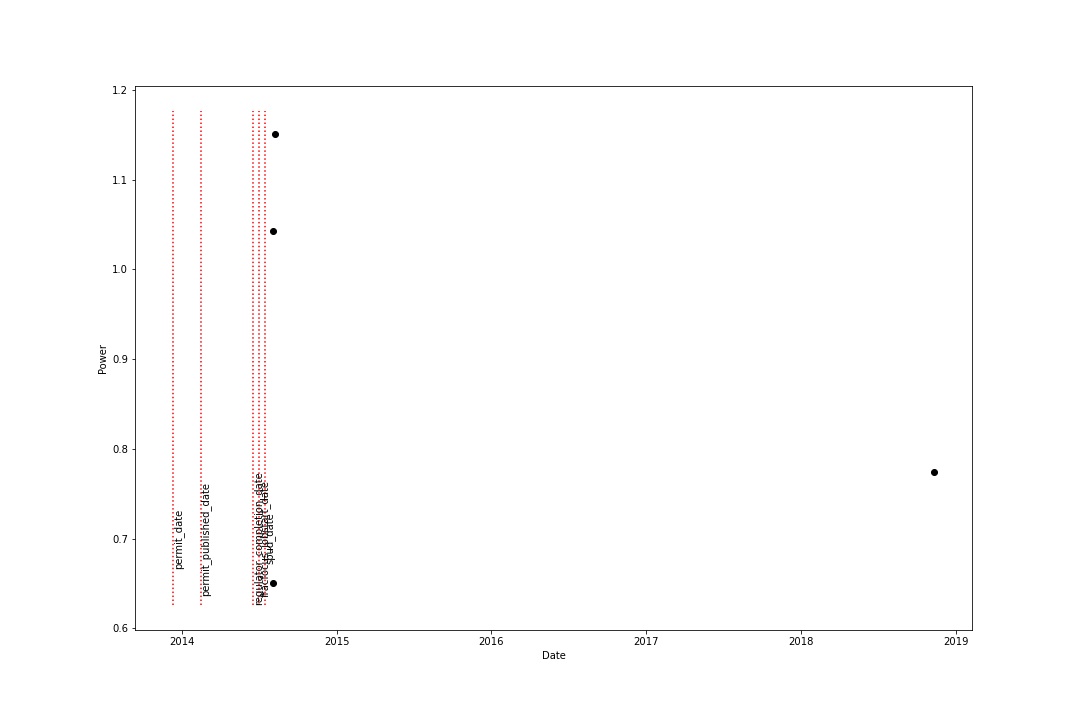 1.2
1.1
1.0
0.9
0.8
0.7
0.6
Power
permit_date
permit_published_date
regulator_completion_date
spud_date
2014
2015
2016
2017
2018
2019
Date